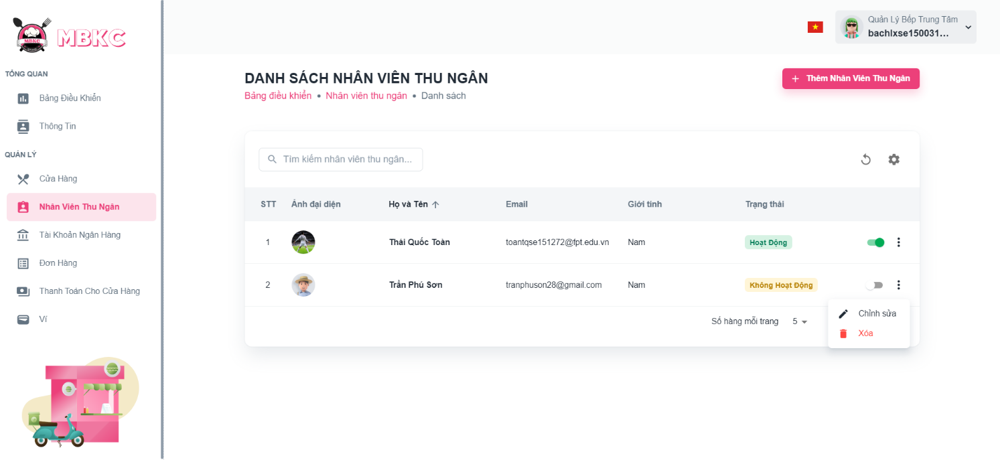 MBKC
MBKC
Quản Lý Bếp Trung Tâm
bachlxse150031...
TỔNG QUAN
Bảng Điều Khiển
Thông Tin
QUẢN LÝ
Cửa Hàng
Nhân Viên Thu Ngân
Tài Khoản Ngân Hàng
Đơn Hàng
Thanh Toán Cho Cửa Hàng
Ví
DANH SÁCH NHÂN VIÊN THU NGÂN
Bảng điều khiển • Nhân viên thu ngân • Danh sách
+ Thêm Nhân Viên Thu Ngân
Tìm kiếm nhân viên thu ngân...
STT Ảnh đại diện Họ và Tên ↑ Email Giới tính Trạng thái
1 Thái Quốc Toàn toantqse151272@fpt.edu.vn Nam Hoạt Động
2 Trần Phú Sơn tranphuson28@gmail.com Nam Không Hoạt Động
Số hàng mỗi trang 5
Chỉnh sửa
Xóa